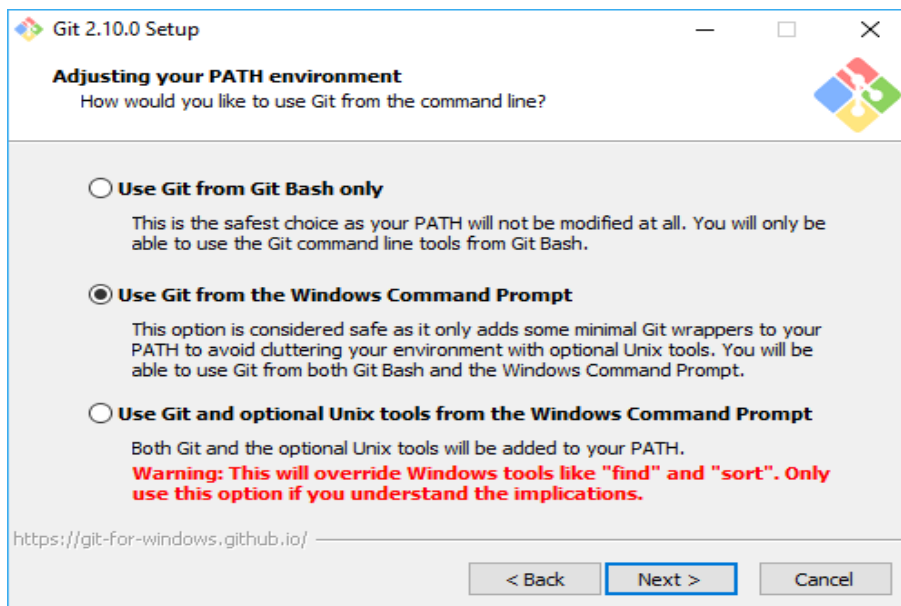 Git 2.10.0 Setup
Adjusting your PATH environment
How would you like to use Git from the command line?
Use Git from Git Bash only
This is the safest choice as your PATH will not be modified at all. You will only be
able to use the Git command line tools from Git Bash.
Use Git from the Windows Command Prompt
This option is considered safe as it only adds some minimal Git wrappers to your
PATH to avoid cluttering your environment with optional Unix tools. You will be
able to use Git from both Git Bash and the Windows Command Prompt.
Use Git and optional Unix tools from the Windows Command Prompt
Both Git and the optional Unix tools will be added to your PATH.
Warning: This will override Windows tools like "find" and "sort". Only
use this option if you understand the implications.
https://git-for-windows.github.io/
< Back Next > Cancel